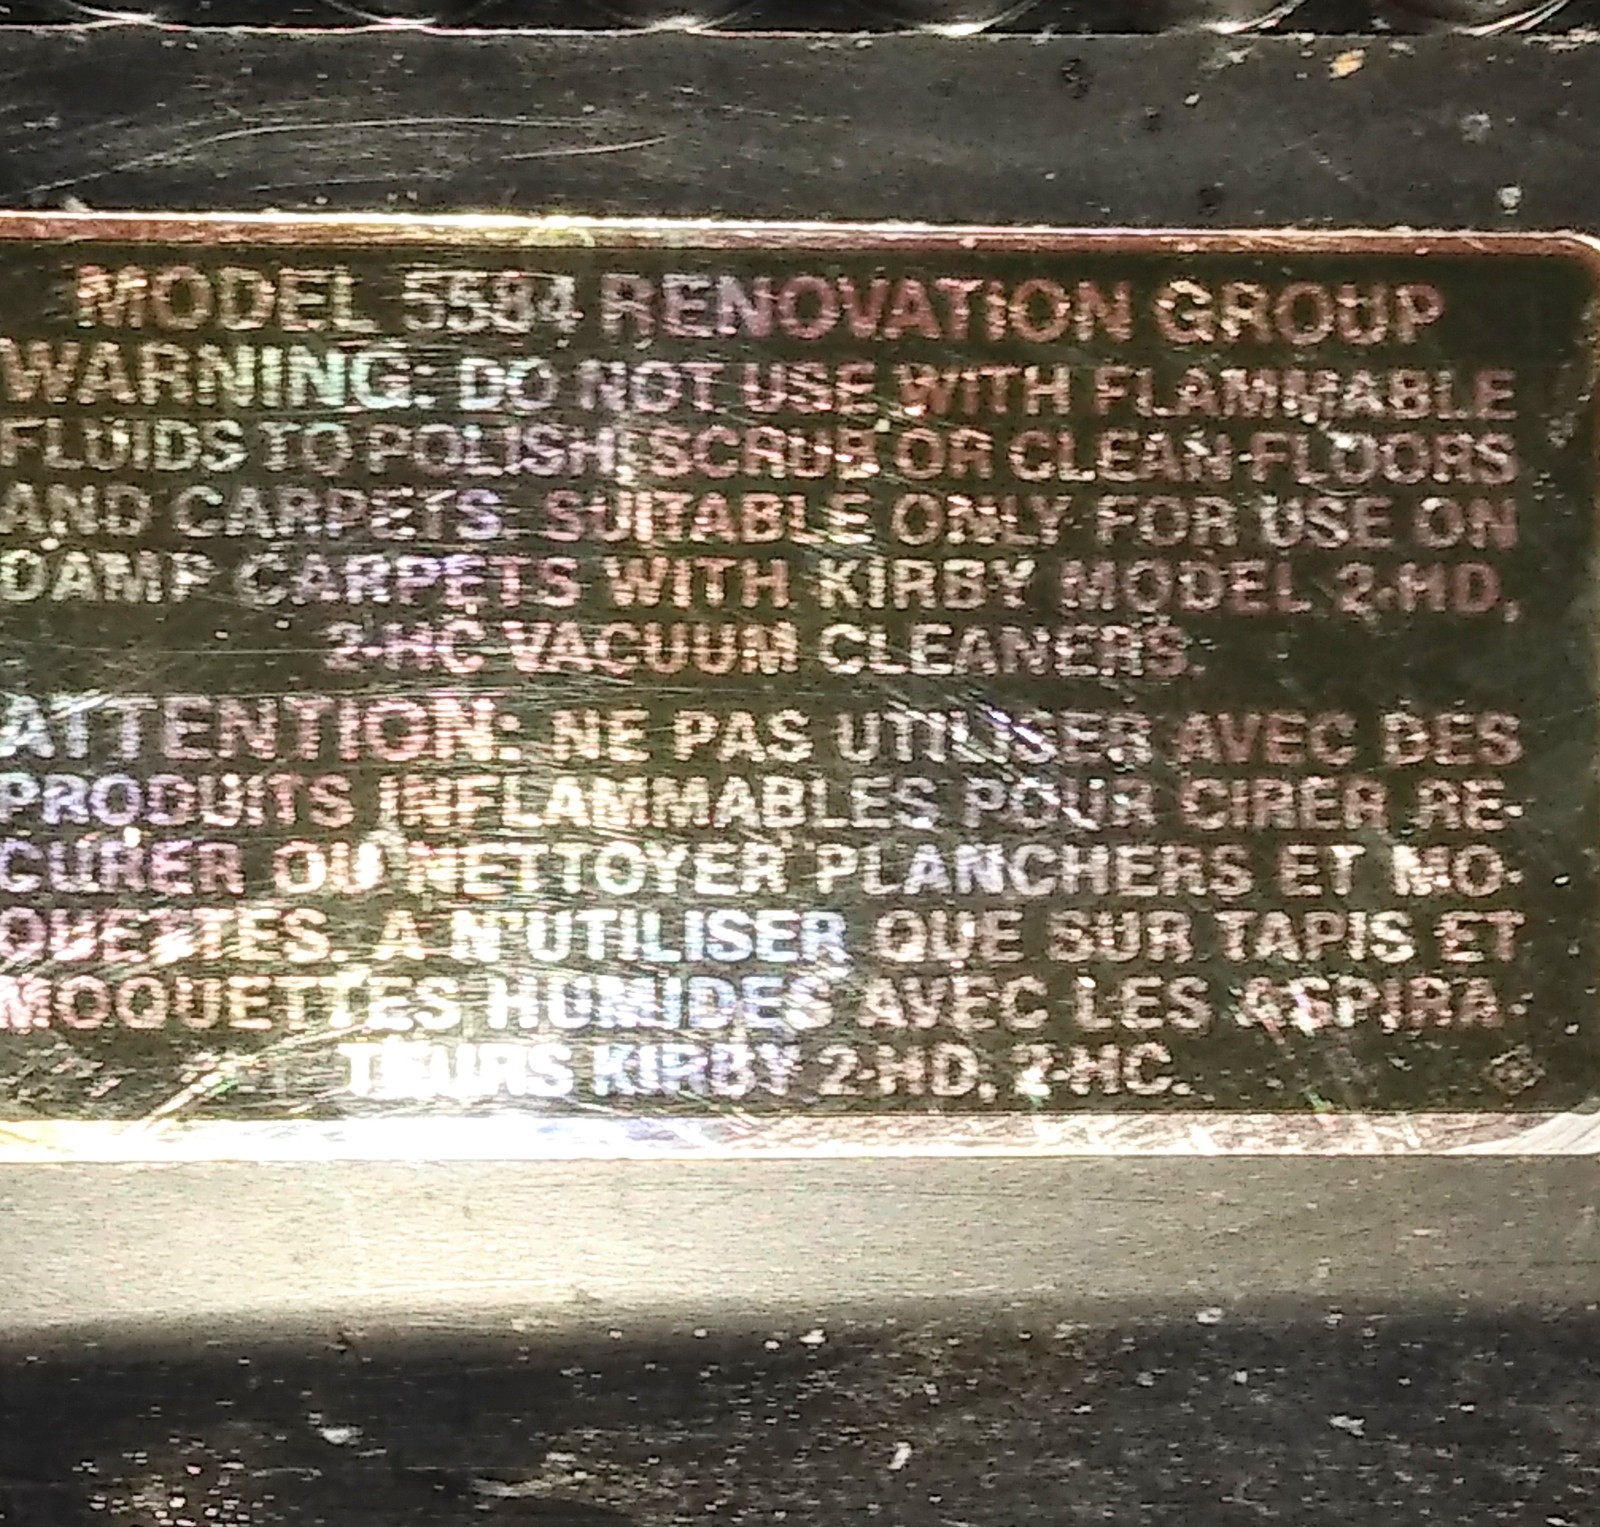 MODEL 5584 RENOVATION GROUP
WARNING: DO NOT USE WITH FLAMMABLE
FLUIDS TO POLISH, SCRUB OR CLEAN FLOORS
AND CARPETS. SUITABLE ONLY FOR USE ON
DAMP CARPETS WITH KIRBY MODEL 2-HD,
2-HC VACUUM CLEANERS.
ATTENTION: NE PAS UTILISER AVEC DES
PRODUITS INFLAMMABLES POUR CIRER RE-
CURER OU NETTOYER PLANCHERS ET MO-
QUETTES. A N'UTILISER QUE SUR TAPIS ET
MOQUETTES HUMIDES AVEC LES ASPIRA-
TEURS KIRBY 2-HD, 2-HC.